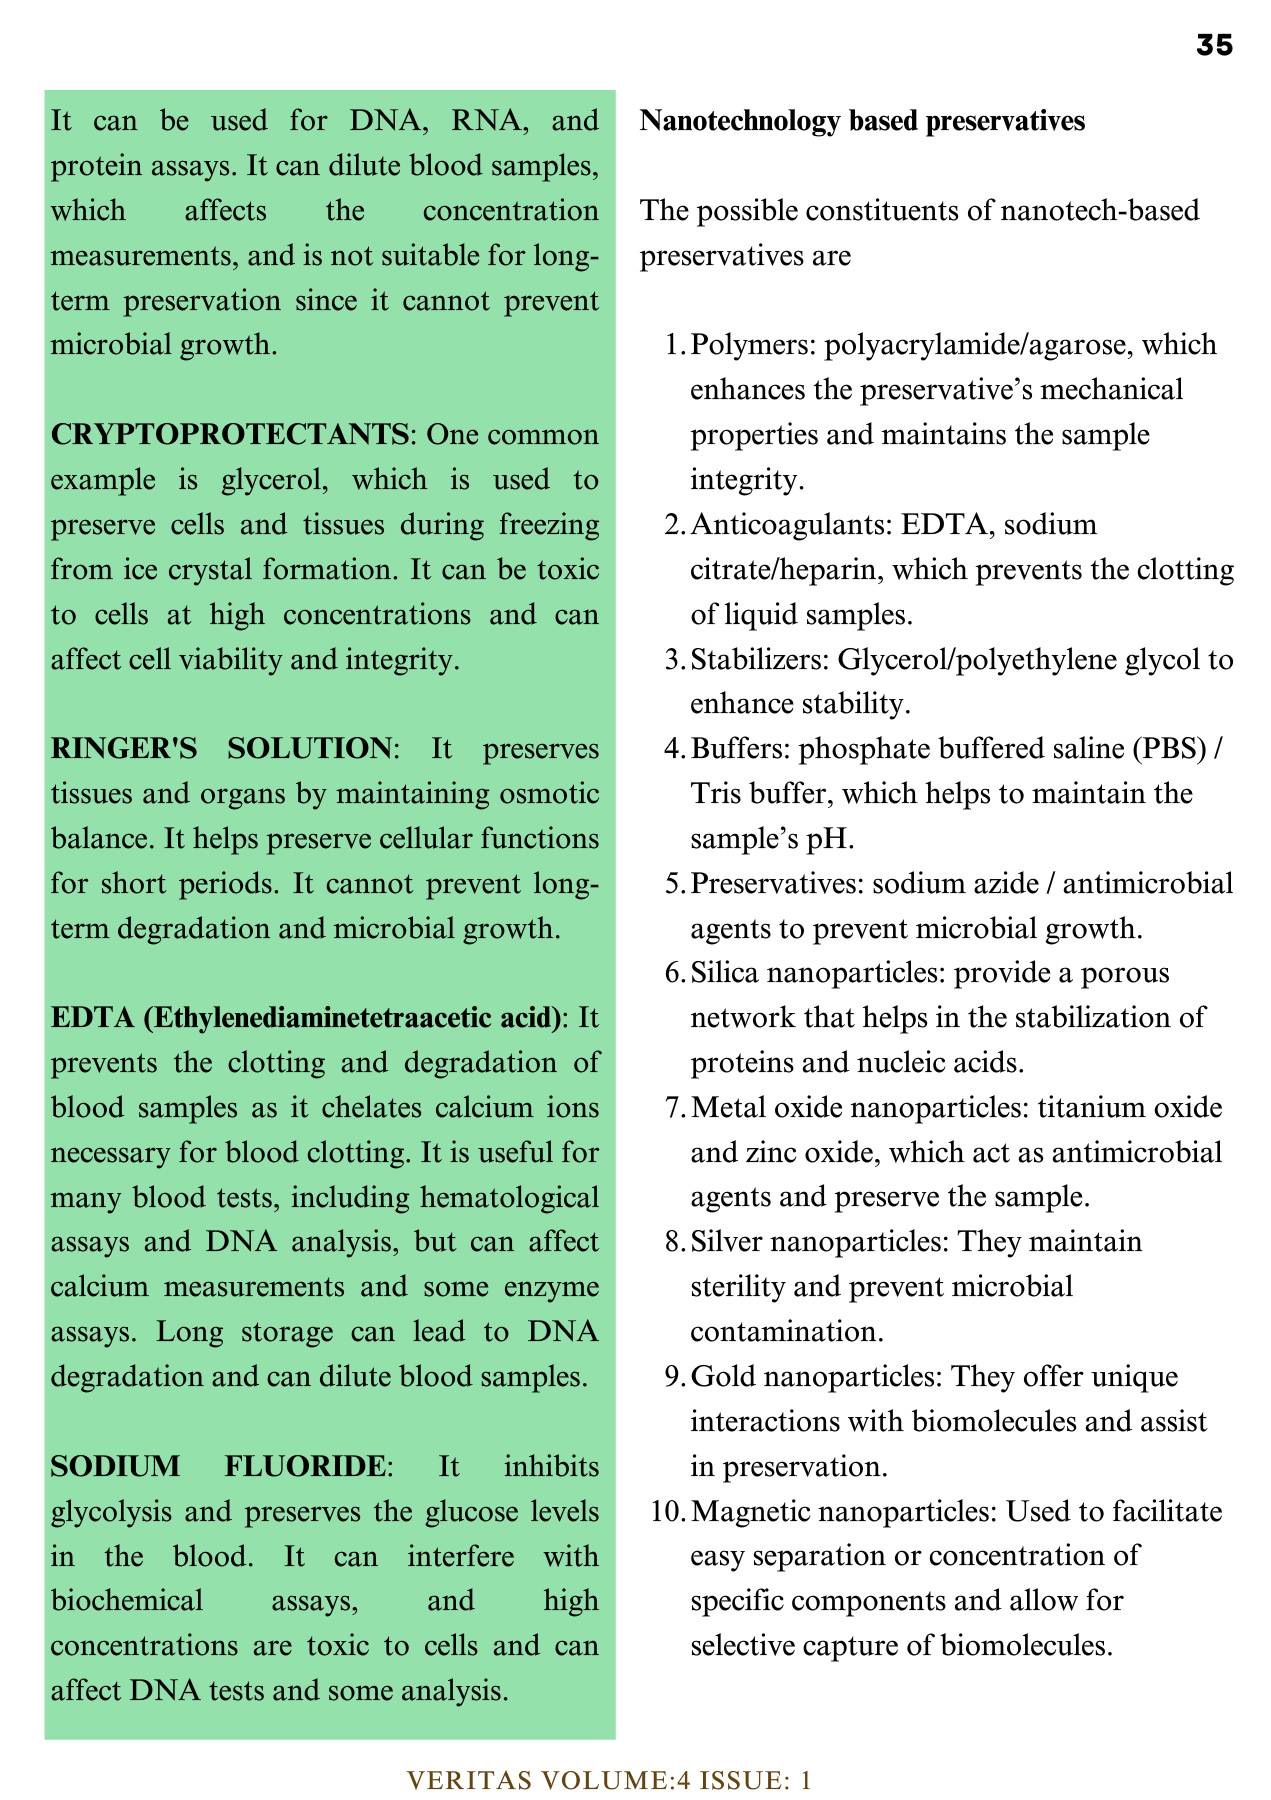 35
It can be used for DNA, RNA, and
protein assays. It can dilute blood samples,
which affects the concentration
measurements, and is not suitable for long-
term preservation since it cannot prevent
microbial growth.
CRYPTOPROTECTANTS: One common
example is glycerol, which is used to
preserve cells and tissues during freezing
from ice crystal formation. It can be toxic
to cells at high concentrations and can
affect cell viability and integrity.
RINGER'S SOLUTION: It preserves
tissues and organs by maintaining osmotic
balance. It helps preserve cellular functions
for short periods. It cannot prevent long-
term degradation and microbial growth.
EDTA (Ethylenediaminetetraacetic acid): It
prevents the clotting and degradation of
blood samples as it chelates calcium ions
necessary for blood clotting. It is useful for
many blood tests, including hematological
assays and DNA analysis, but can affect
calcium measurements and some enzyme
assays. Long storage can lead to DNA
degradation and can dilute blood samples.
SODIUM FLUORIDE: It inhibits
glycolysis and preserves the glucose levels
in the blood. It can interfere with
biochemical assays, and high
concentrations are toxic to cells and can
affect DNA tests and some analysis.
Nanotechnology based preservatives
The possible constituents of nanotech-based
preservatives are
1. Polymers: polyacrylamide/agarose, which
enhances the preservative’s mechanical
properties and maintains the sample
integrity.
2. Anticoagulants: EDTA, sodium
citrate/heparin, which prevents the clotting
of liquid samples.
3. Stabilizers: Glycerol/polyethylene glycol to
enhance stability.
4. Buffers: phosphate buffered saline (PBS) /
Tris buffer, which helps to maintain the
sample’s pH.
5. Preservatives: sodium azide / antimicrobial
agents to prevent microbial growth.
6. Silica nanoparticles: provide a porous
network that helps in the stabilization of
proteins and nucleic acids.
7. Metal oxide nanoparticles: titanium oxide
and zinc oxide, which act as antimicrobial
agents and preserve the sample.
8. Silver nanoparticles: They maintain
sterility and prevent microbial
contamination.
9. Gold nanoparticles: They offer unique
interactions with biomolecules and assist
in preservation.
10. Magnetic nanoparticles: Used to facilitate
easy separation or concentration of
specific components and allow for
selective capture of biomolecules.
VERITAS VOLUME:4 ISSUE: 1